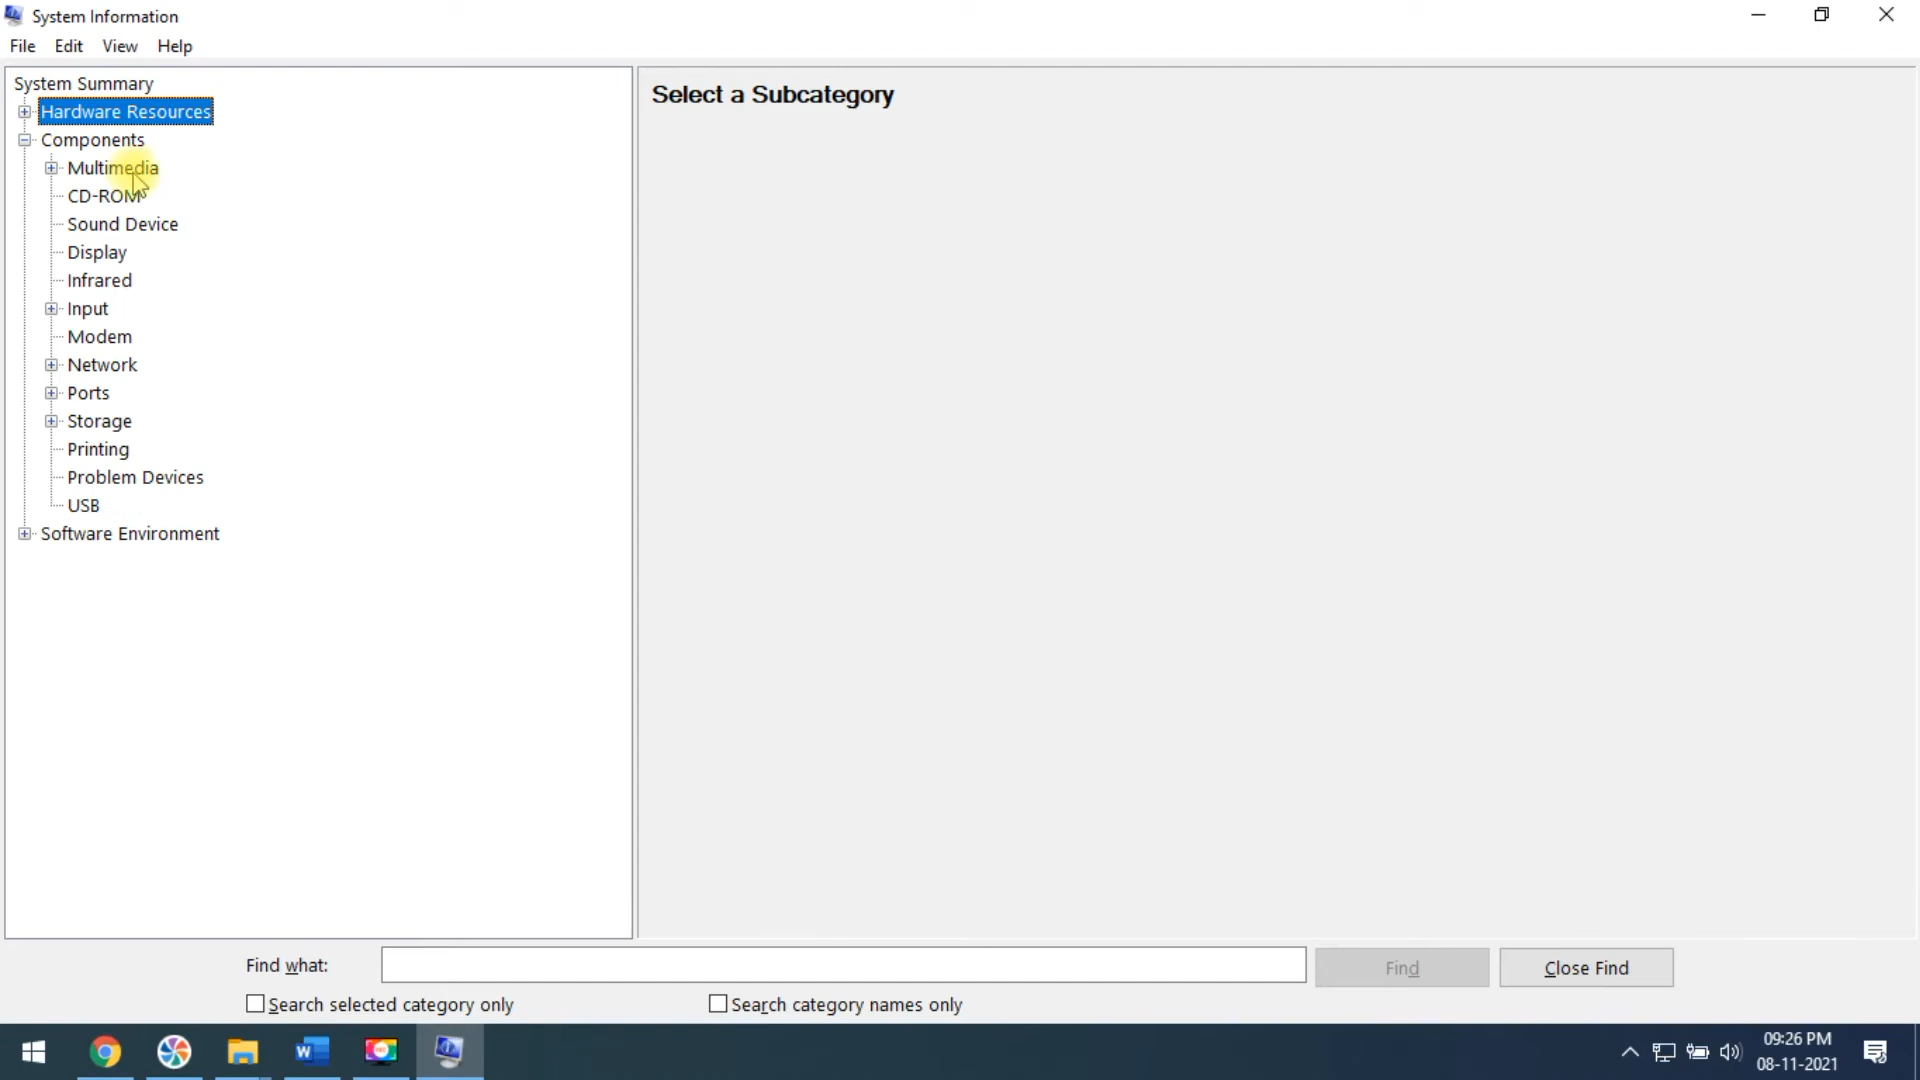 System Information
File Edit View Help
System Summary
Hardware Resources
Components
Multimedia
CD-ROM
Sound Device
Display
Infrared
Input
Modem
Network
Ports
Storage
Printing
Problem Devices
USB
Software Environment
Select a Subcategory
Find what:
Find
Close Find
Search selected category only
Search category names only
09:26 PM
08-11-2021